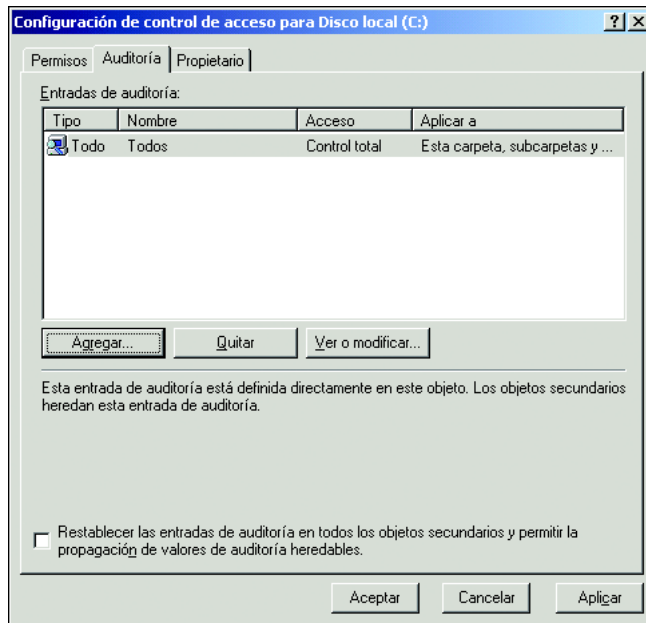 Configuración de control de acceso para Disco local (C:)
Permisos Auditoría Propietario
Entradas de auditoría:
Tipo Nombre Acceso Aplicar a
Todo Todos Control total Esta carpeta, subcarpetas y ...
Agregar... Quitar Ver o modificar...
Esta entrada de auditoría está definida directamente en este objeto. Los objetos secundarios
heredan esta entrada de auditoría.
Restablecer las entradas de auditoría en todos los objetos secundarios y permitir la
propagación de valores de auditoría heredables.
Aceptar Cancelar Aplicar